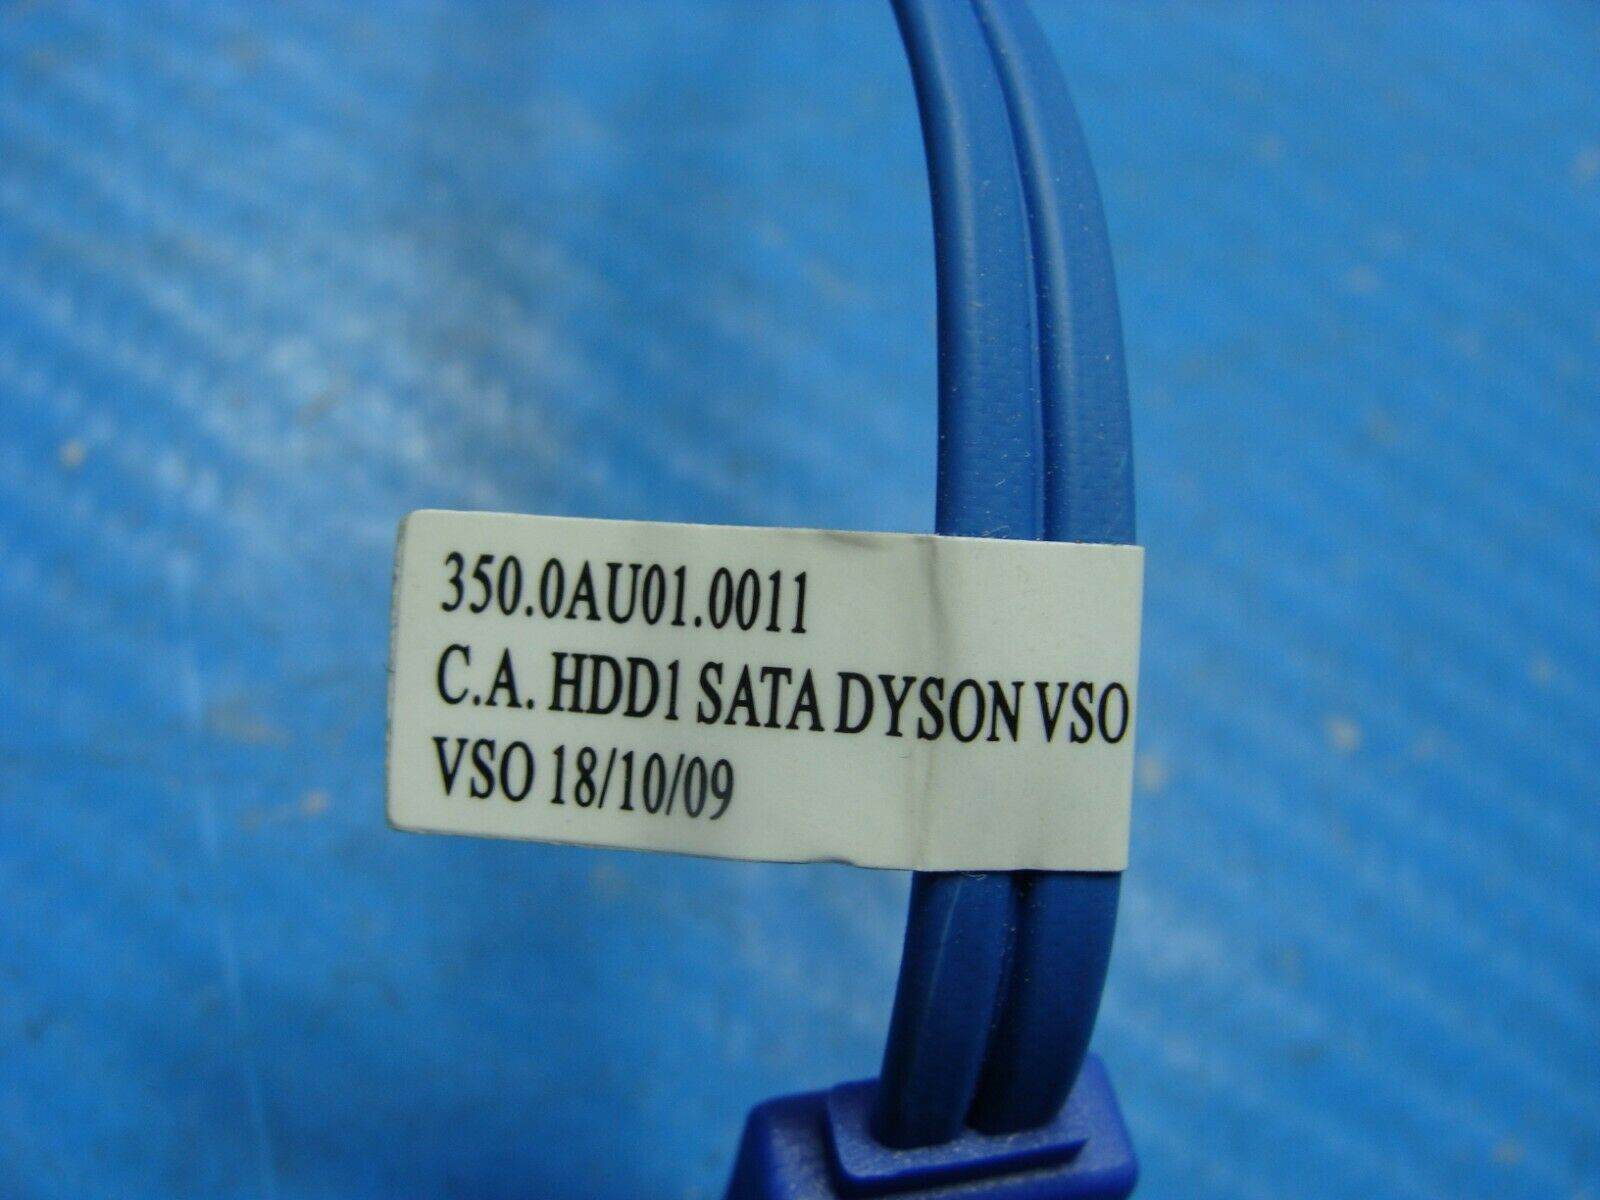 350.0AU01.0011
C.A. HDD1 SATA DYSON VSO
VSO 18/10/09